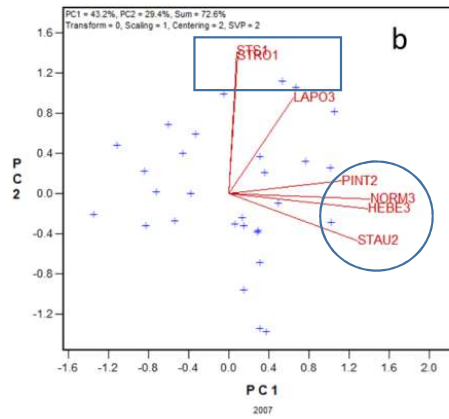 PC1 = 43.2%, PC2 = 29.4%, Sum = 72.6%
Transform = 0, Scaling = 1, Centering = 2, SVP = 2
b
STS1
STRO1
LAPO3
PINT2
NORM3
HEBE3
STAU2
P
C
2
1.6
1.2
0.8
0.4
0.0
-0.4
-0.8
-1.2
-1.6 -1.2 -0.8 -0.4 0.0 0.4 0.8 1.2 1.6 2.0
P C 1
2007